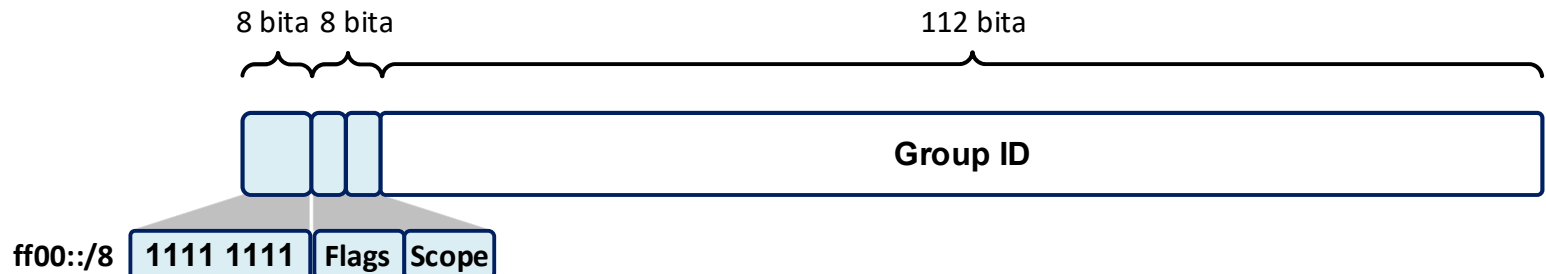 8 bita 8 bita 112 bita
Group ID
ff00::/8 1111 1111 Flags Scope